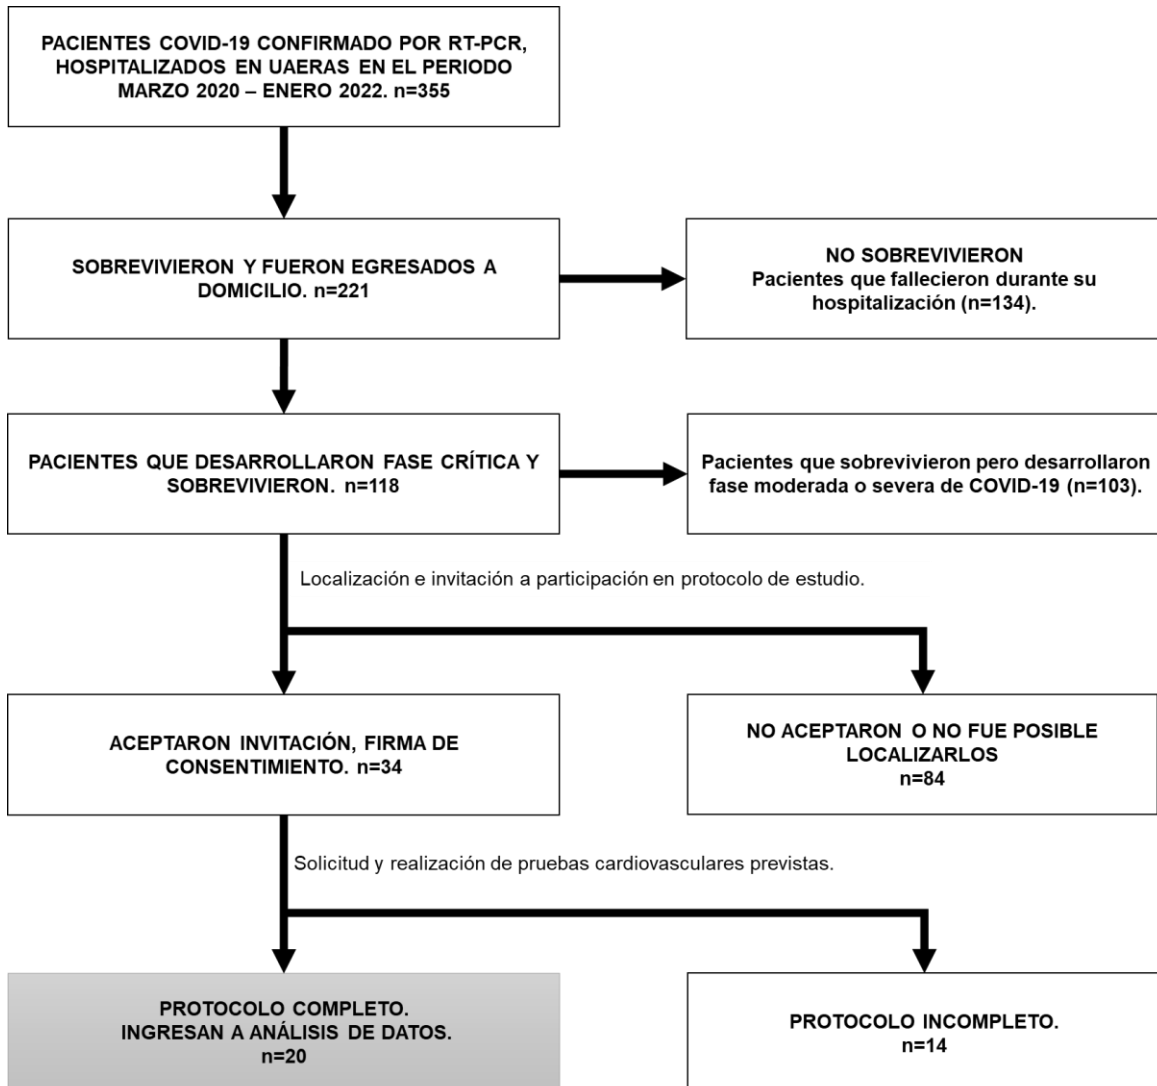 PACIENTES COVID-19 CONFIRMADO POR RT-PCR,
HOSPITALIZADOS EN UAERAS EN EL PERIODO
MARZO 2020 – ENERO 2022. n=355
SOBREVIVIERON Y FUERON EGRESADOS A
DOMICILIO. n=221
NO SOBREVIVIERON
Pacientes que fallecieron durante su
hospitalización (n=134).
PACIENTES QUE DESARROLLARON FASE CRÍTICA Y
SOBREVIVIERON. n=118
Pacientes que sobrevivieron pero desarrollaron
fase moderada o severa de COVID-19 (n=103).
Localización e invitación a participación en protocolo de estudio.
ACEPTARON INVITACIÓN, FIRMA DE
CONSENTIMIENTO. n=34
NO ACEPTARON O NO FUE POSIBLE
LOCALIZARLOS
n=84
Solicitud y realización de pruebas cardiovasculares previstas.
PROTOCOLO COMPLETO.
INGRESAN A ANÁLISIS DE DATOS.
n=20
PROTOCOLO INCOMPLETO.
n=14